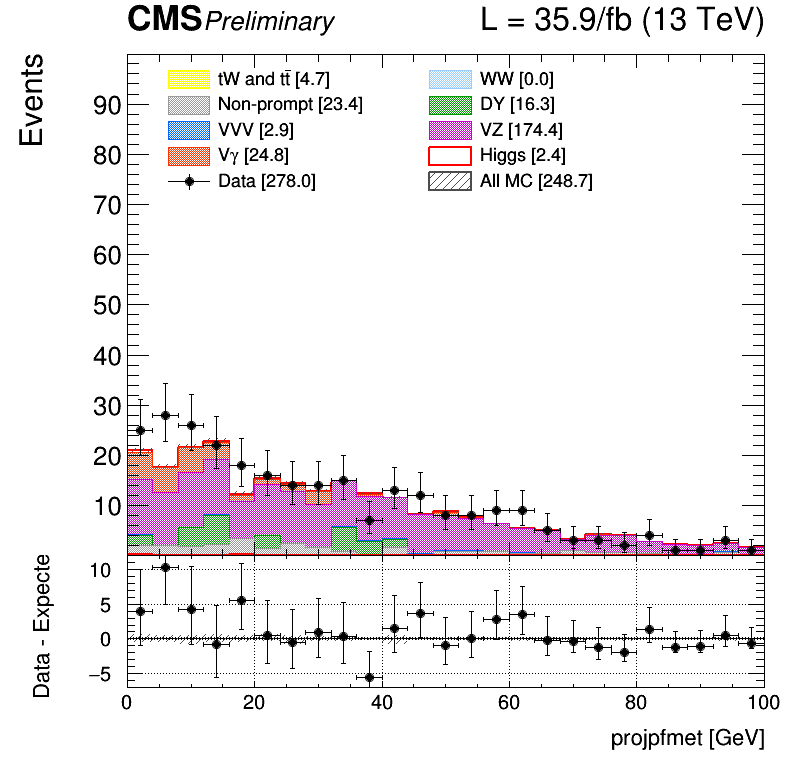 CMS Preliminary L = 35.9/fb (13 TeV)
Events
tW and tt̄ [4.7] WW [0.0]
Non-prompt [23.4] DY [16.3]
VVV [2.9] VZ [174.4]
Vγ [24.8] Higgs [2.4]
Data [278.0] All MC [248.7]
90
80
70
60
50
40
30
20
10
Data - Expecte
10
5
0
−5
0 20 40 60 80 100
projpfmet [GeV]